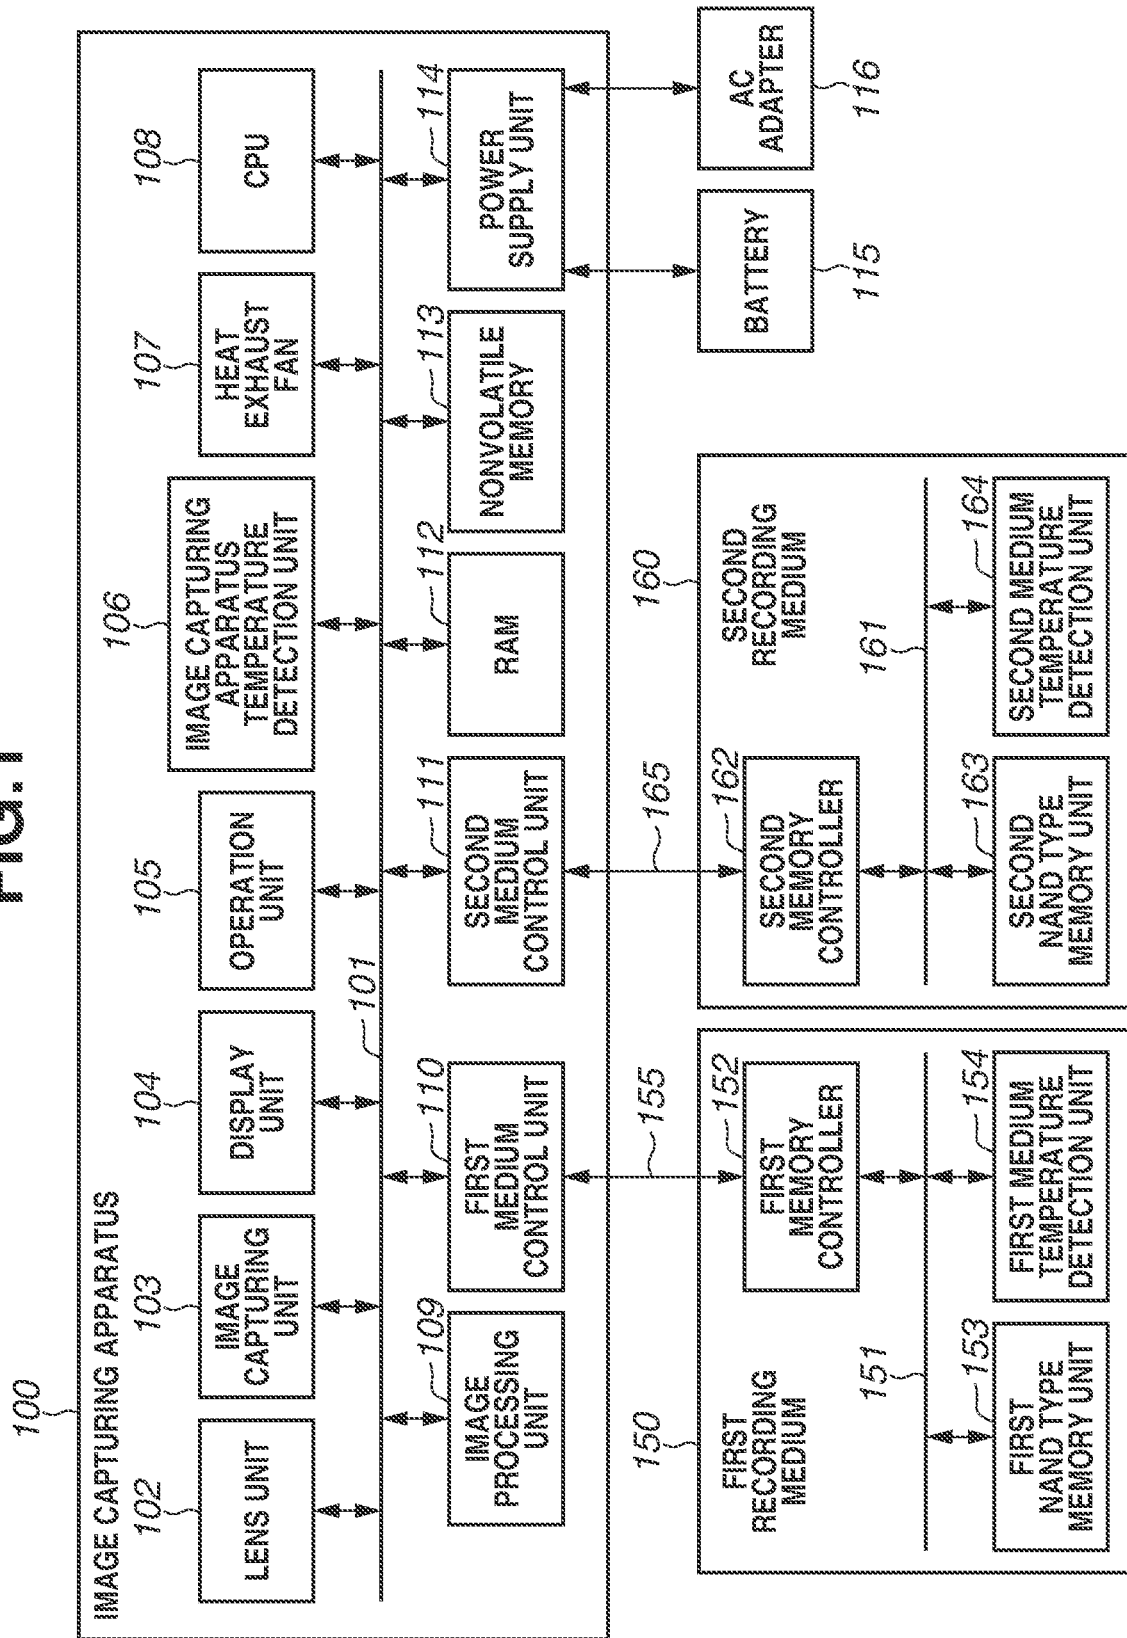 FIG. 1
100
IMAGE CAPTURING APPARATUS
102
LENS UNIT
103
IMAGE
CAPTURING
UNIT
104
DISPLAY
UNIT
105
OPERATION
UNIT
106
IMAGE CAPTURING
APPARATUS
TEMPERATURE
DETECTION UNIT
107
HEAT
EXHAUST
FAN
108
CPU
101
109
IMAGE
PROCESSING
UNIT
110
FIRST
MEDIUM
CONTROL UNIT
111
SECOND
MEDIUM
CONTROL UNIT
112
RAM
113
NONVOLATILE
MEMORY
114
POWER
SUPPLY UNIT
150
FIRST
RECORDING
MEDIUM
155
152
FIRST
MEMORY
CONTROLLER
151
153
FIRST
NAND TYPE
MEMORY UNIT
154
FIRST MEDIUM
TEMPERATURE
DETECTION UNIT
165
162
SECOND
MEMORY
CONTROLLER
160
SECOND
RECORDING
MEDIUM
161
163
SECOND
NAND TYPE
MEMORY UNIT
164
SECOND MEDIUM
TEMPERATURE
DETECTION UNIT
BATTERY
115
AC
ADAPTER
116